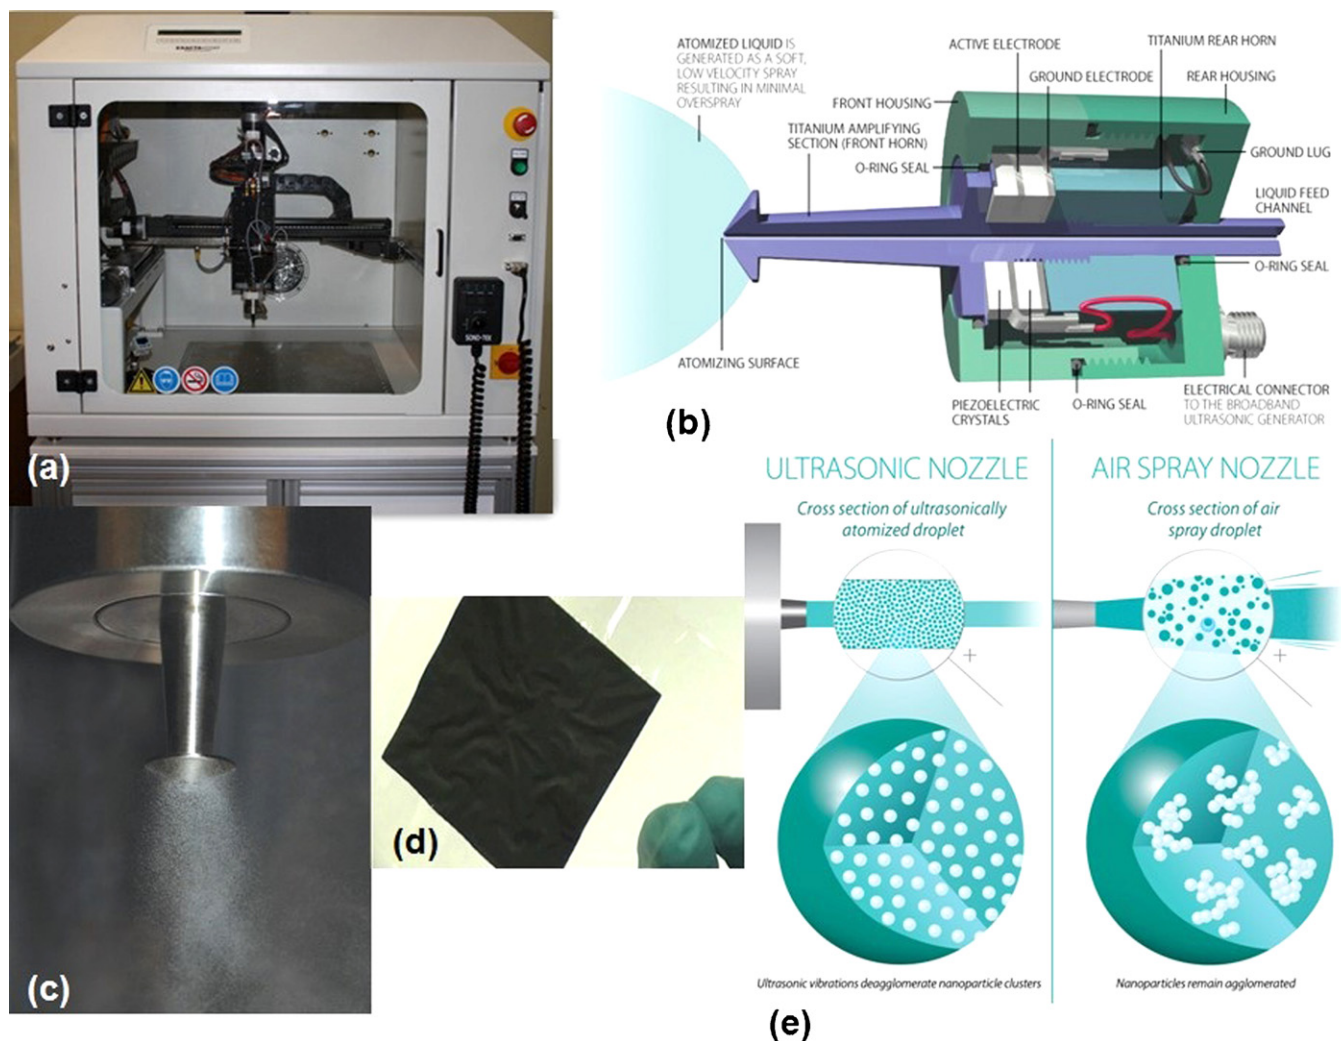 EXACTACOAT
SONO-TEK
(a)
ATOMIZED LIQUID IS
GENERATED AS A SOFT,
LOW VELOCITY SPRAY
RESULTING IN MINIMAL
OVERSPRAY
ACTIVE ELECTRODE
TITANIUM REAR HORN
GROUND ELECTRODE
REAR HOUSING
FRONT HOUSING
TITANIUM AMPLIFYING
SECTION (FRONT HORN)
O-RING SEAL
GROUND LUG
LIQUID FEED
CHANNEL
O-RING SEAL
ATOMIZING SURFACE
PIEZOELECTRIC
CRYSTALS
O-RING SEAL
ELECTRICAL CONNECTOR
TO THE BROADBAND
ULTRASONIC GENERATOR
(b)
(c)
(d)
ULTRASONIC NOZZLE
Cross section of ultrasonically
atomized droplet
Ultrasonic vibrations deagglomerate nanoparticle clusters
AIR SPRAY NOZZLE
Cross section of air
spray droplet
Nanoparticles remain agglomerated
(e)